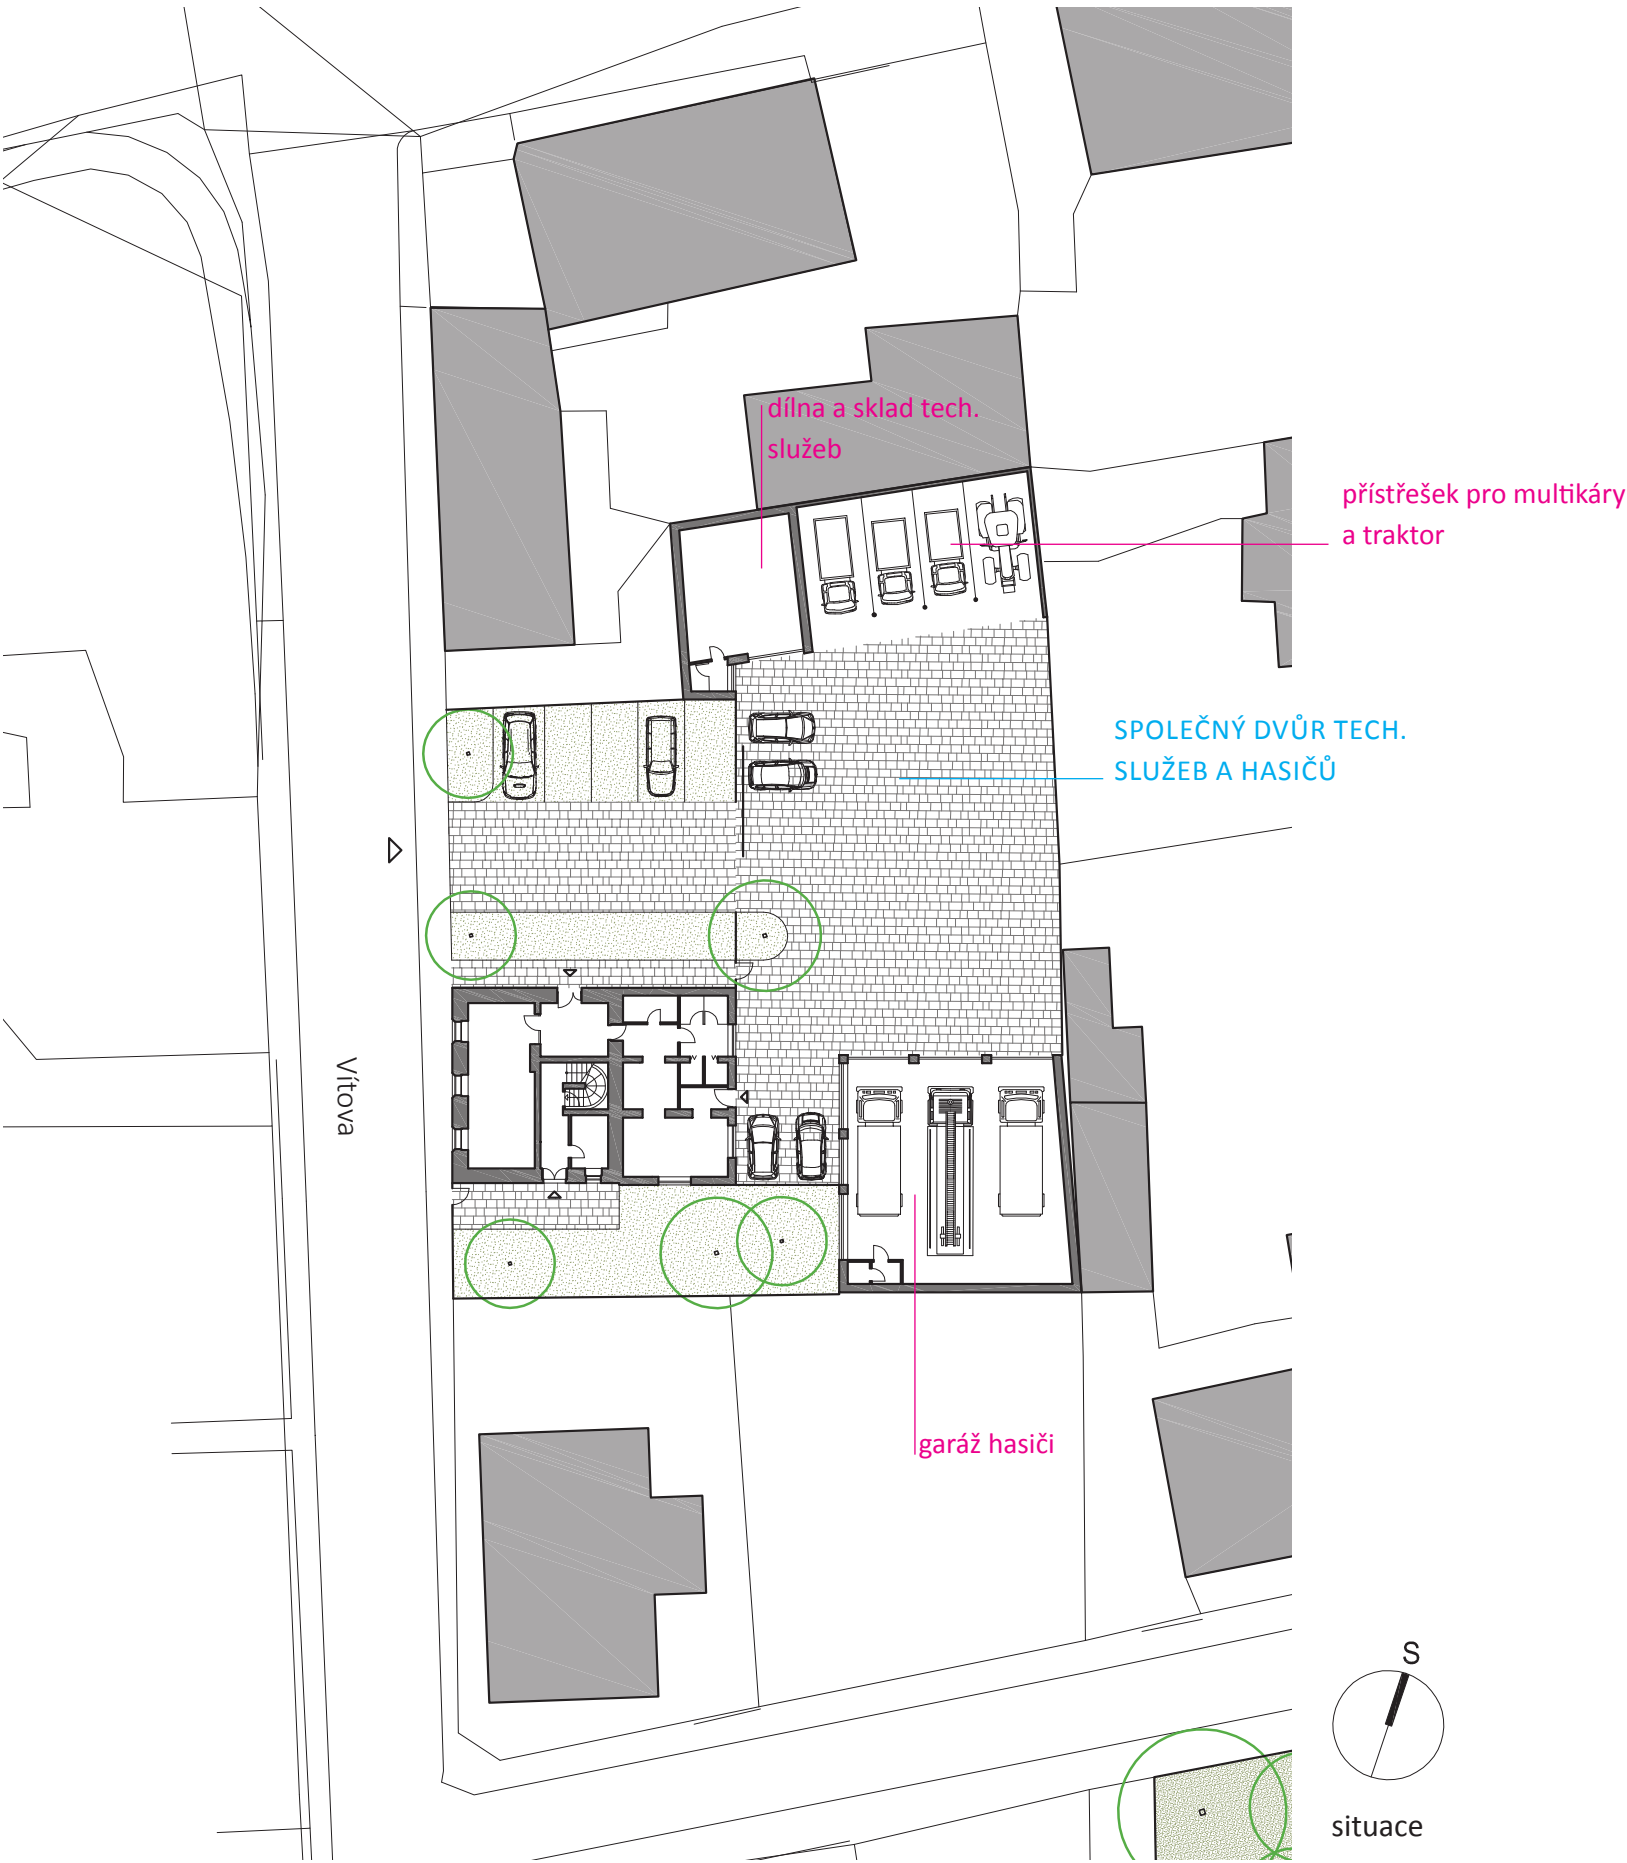 dílna a sklad tech.
služeb
přístřešek pro multikáry
a traktor
SPOLEČNÝ DVŮR TECH.
SLUŽEB A HASIČŮ
Vítova
garáž hasiči
S
situace